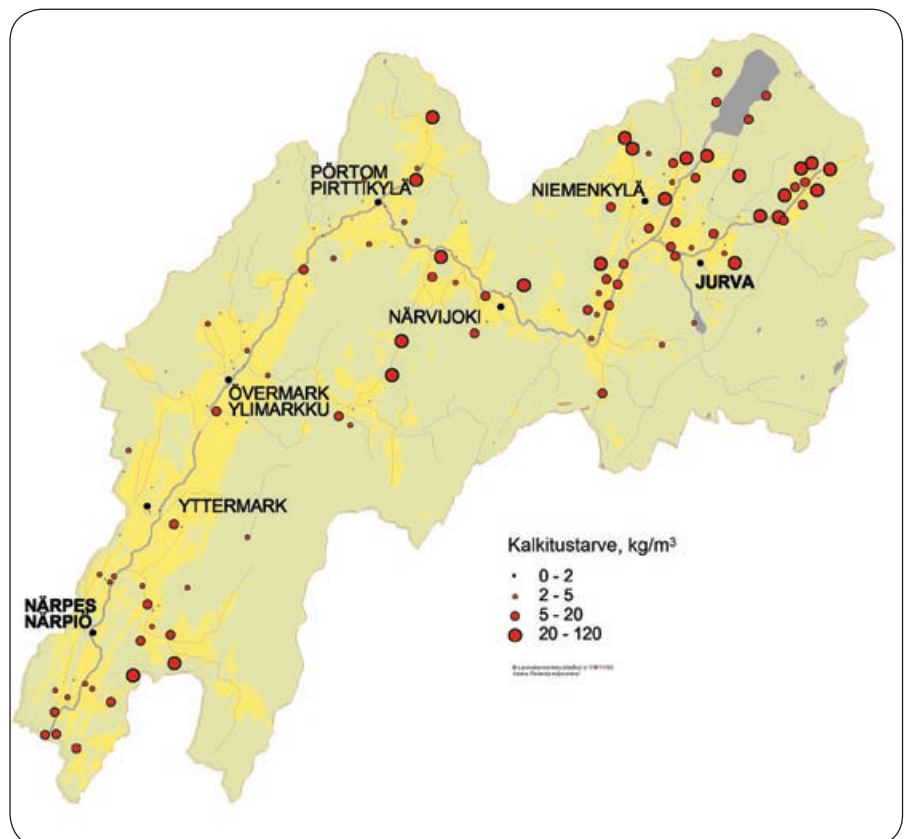 PÖRTOM
PIRTTIKYLÄ
NIEMENKYLÄ
JURVA
NÄRVIJOKI
ÖVERMARK
YLIMARKKU
YTTERMARK
NÄRPES
NÄRPIÖ
Kalkitustarve, kg/m³
0 - 2
2 - 5
5 - 20
20 - 120